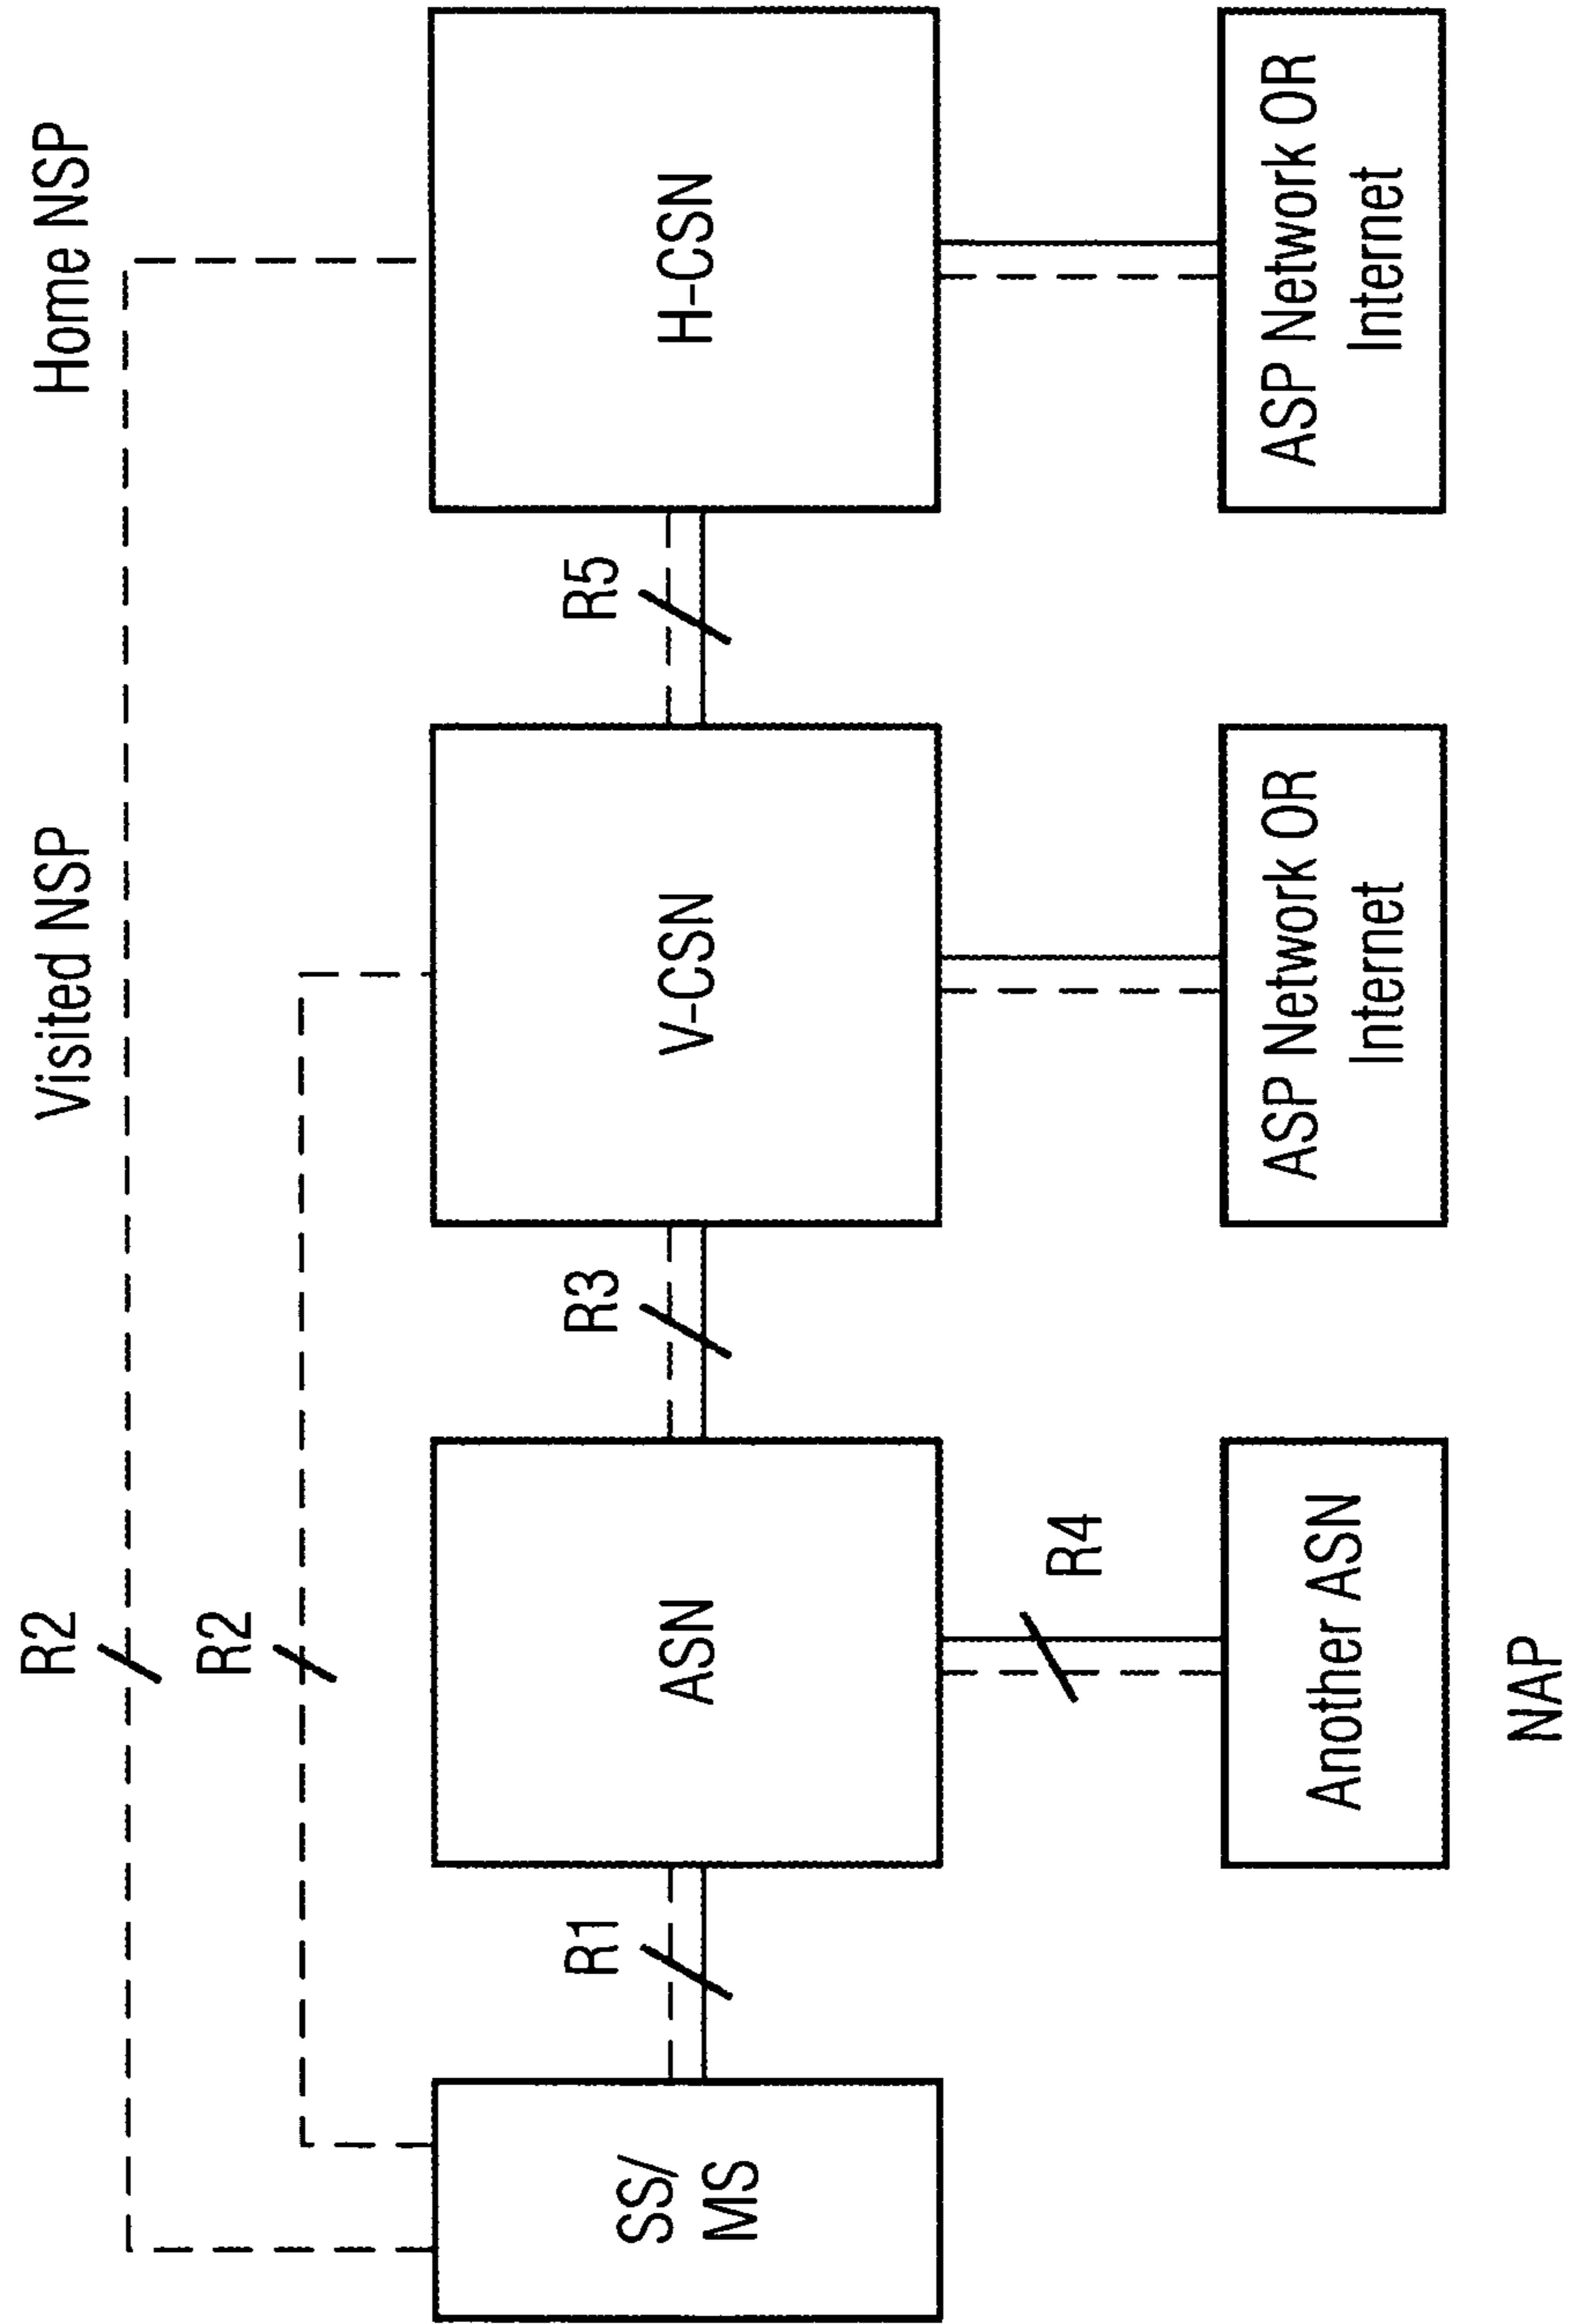 R2
Visited NSP
Home NSP
R2
SS/
MS
R1
ASN
R3
V-CSN
R5
H-CSN
R4
Another ASN
ASP Network OR
Internet
ASP Network OR
Internet
NAP